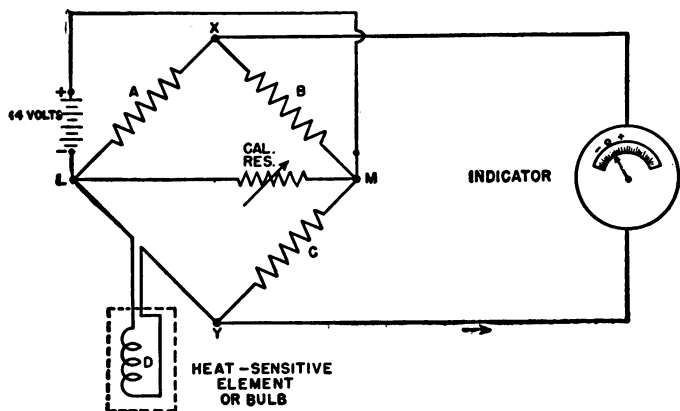 X
A
B
+
14 VOLTS
-
CAL.
RES.
L
M
- O +
INDICATOR
C
Y
D
HEAT-SENSITIVE
ELEMENT
OR BULB